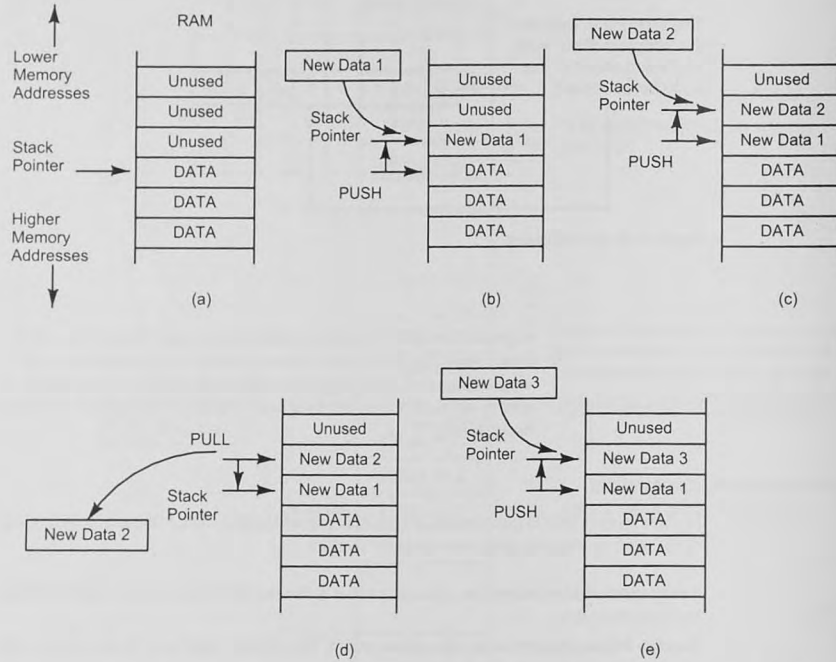 RAM
Lower
Memory
Addresses
Stack
Pointer
Higher
Memory
Addresses
Unused
Unused
Unused
DATA
DATA
DATA
(a)
New Data 1
Stack
Pointer
PUSH
Unused
Unused
New Data 1
DATA
DATA
DATA
(b)
New Data 2
Stack
Pointer
PUSH
Unused
New Data 2
New Data 1
DATA
DATA
DATA
(c)
PULL
Stack
Pointer
New Data 2
Unused
New Data 2
New Data 1
DATA
DATA
DATA
(d)
New Data 3
Stack
Pointer
PUSH
Unused
New Data 3
New Data 1
DATA
DATA
DATA
(e)